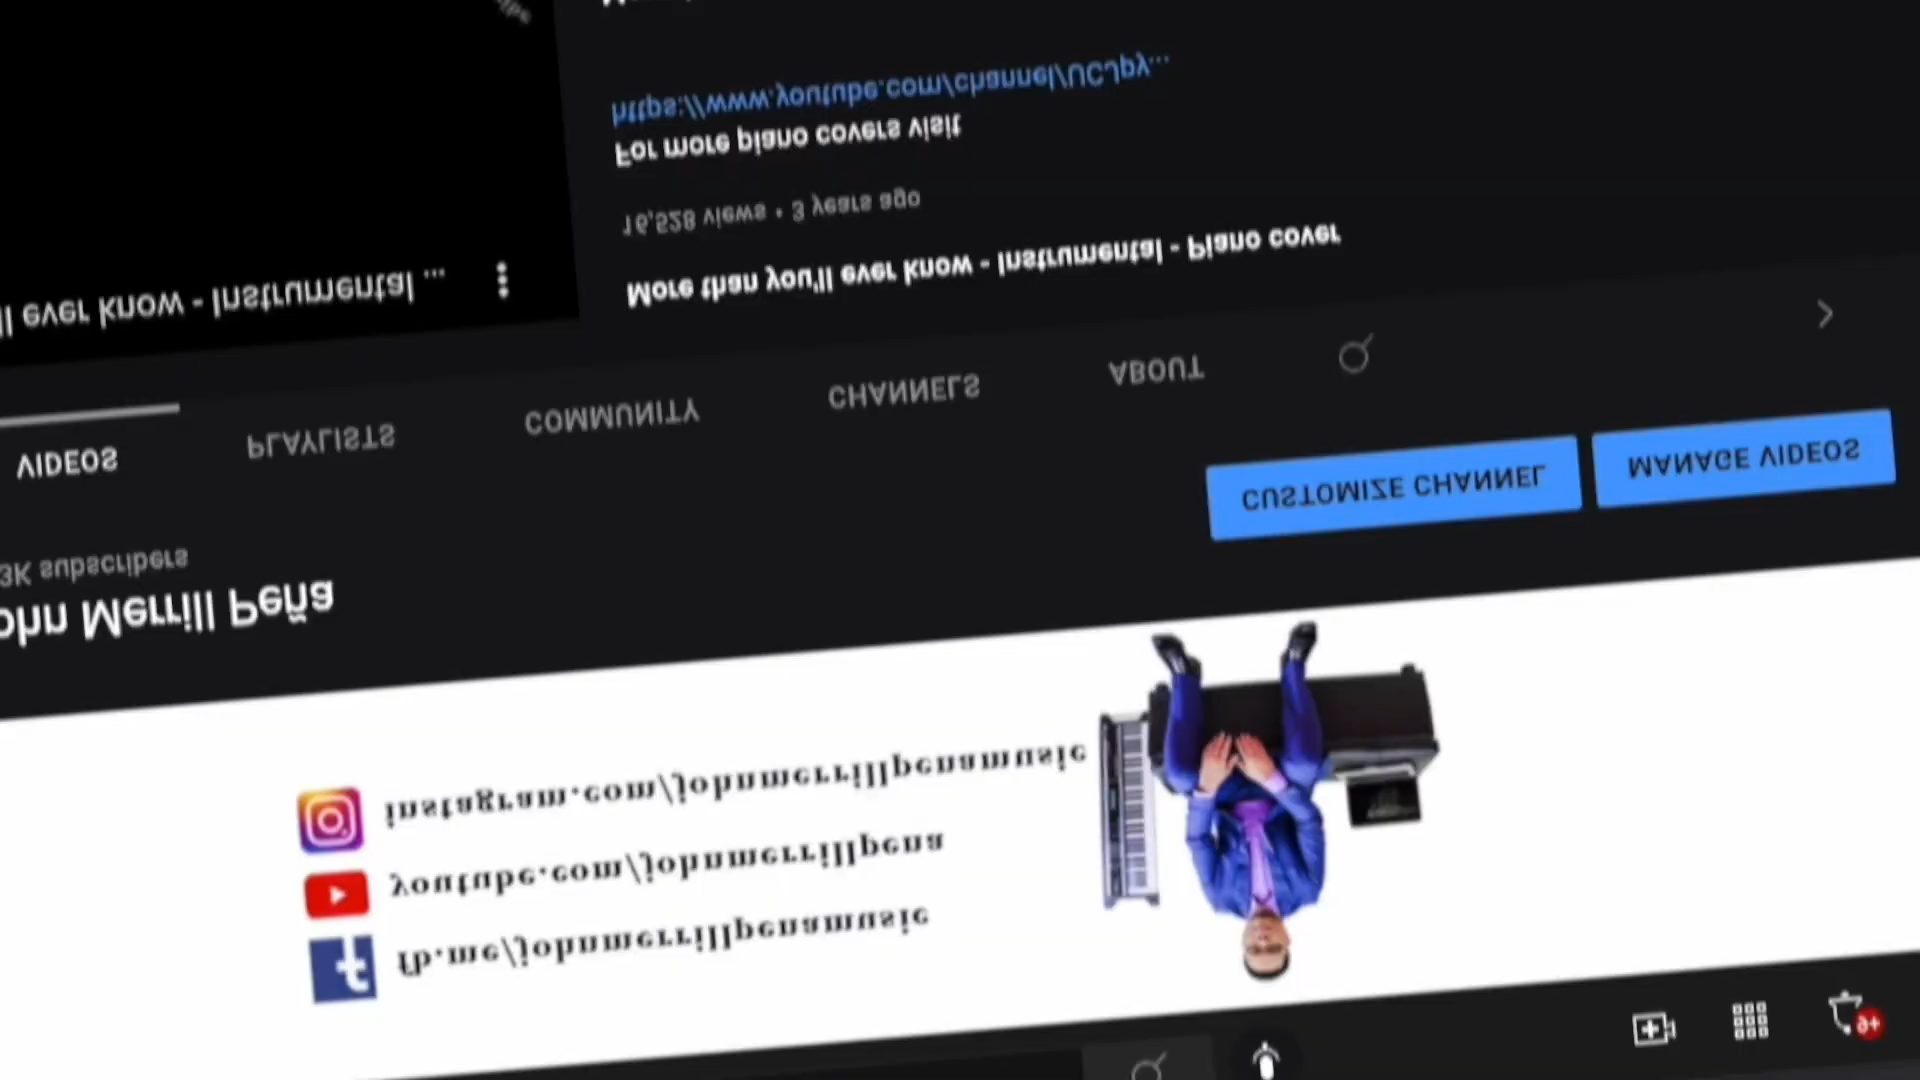 9+
fb.me/johnmerrillpenamusic
youtube.com/johnmerrillpena
instagram.com/johnmerrillpenamusic
ohn Merrill Peña
3K subscribers
CUSTOMIZE CHANNEL
MANAGE VIDEOS
VIDEOS
PLAYLISTS
COMMUNITY
CHANNELS
ABOUT
ll ever know - Instrumental ...
More than you'll ever know - Instrumental - Piano cover
16,528 views • 3 years ago
For more piano covers visit
https://www.youtube.com/channel/UCJpy...